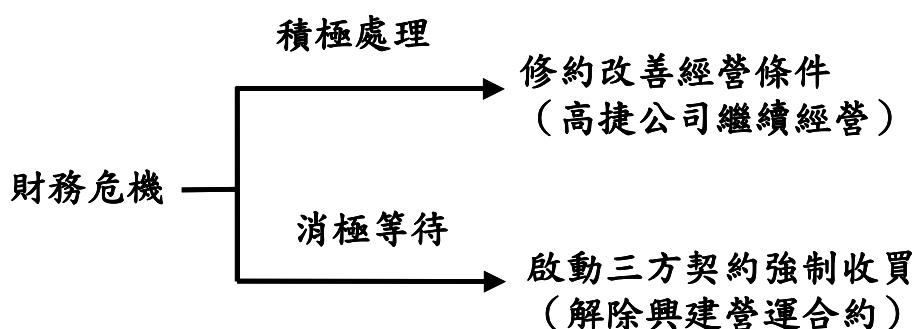 積極處理
修約改善經營條件
（高捷公司繼續經營）
財務危機
消極等待
啟動三方契約強制收買
（解除興建營運合約）